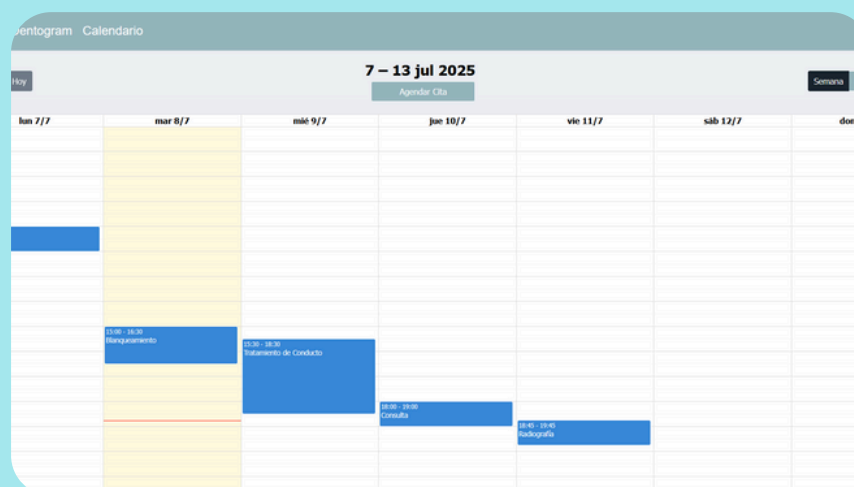 Dentogram Calendario
7 – 13 jul 2025
Hoy
Agendar Cita
Semana
lun 7/7 mar 8/7 mié 9/7 jue 10/7 vie 11/7 sáb 12/7 dom
15:00 - 16:30
Blanqueamiento
15:30 - 18:30
Tratamiento de Conducto
18:00 - 19:00
Consulta
18:45 - 19:45
Radiografía